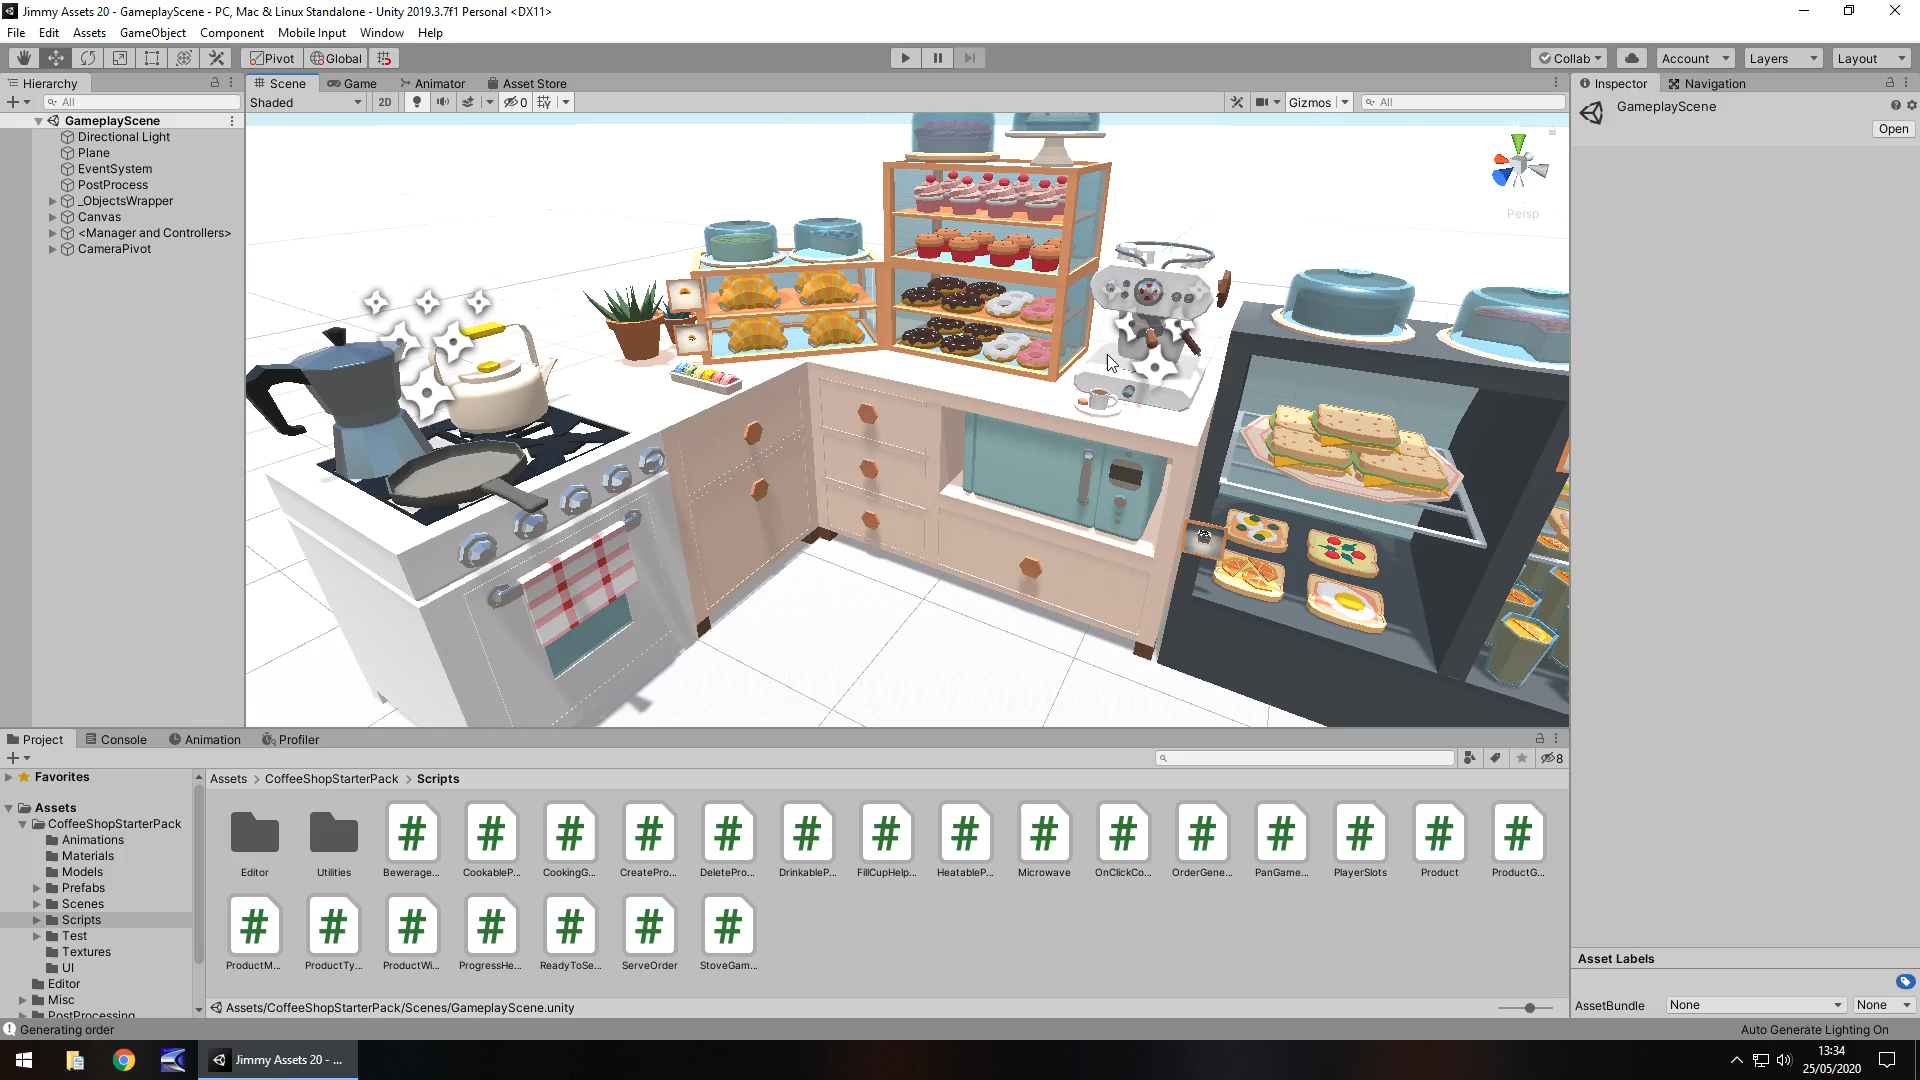 Jimmy Assets 20 - GameplayScene - PC, Mac & Linux Standalone - Unity 2019.3.7f1 Personal <DX11>
File Edit Assets GameObject Component Mobile Input Window Help
Pivot Global Collab Account Layers Layout
Hierarchy Scene Game Animator Asset Store Inspector Navigation
All Shaded 2D 0 Gizmos All
GameplayScene
Open
GameplayScene
Directional Light
Plane
EventSystem
PostProcess
_ObjectsWrapper
Canvas
<Manager and Controllers>
CameraPivot
Persp
Project Console Animation Profiler
8
Favorites
Assets
CoffeeShopStarterPack
Animations
Materials
Models
Prefabs
Scenes
Scripts
Test
Textures
UI
Editor
Misc
PostProcessing
Assets > CoffeeShopStarterPack > Scripts
Editor Utilities Bewerage... CookableP... CookingG... CreatePro... DeletePro... DrinkableP... FillCupHelp... HeatableP... Microwave OnClickCo... OrderGene... PanGame... PlayerSlots Product ProductG...
ProductM... ProductTy... ProductWi... ProgressHe... ReadyToSe... ServeOrder StoveGam...
Assets/CoffeeShopStarterPack/Scenes/GameplayScene.unity
Asset Labels
AssetBundle None None
Generating order
Auto Generate Lighting On
Jimmy Assets 20 - ...
13:34
25/05/2020